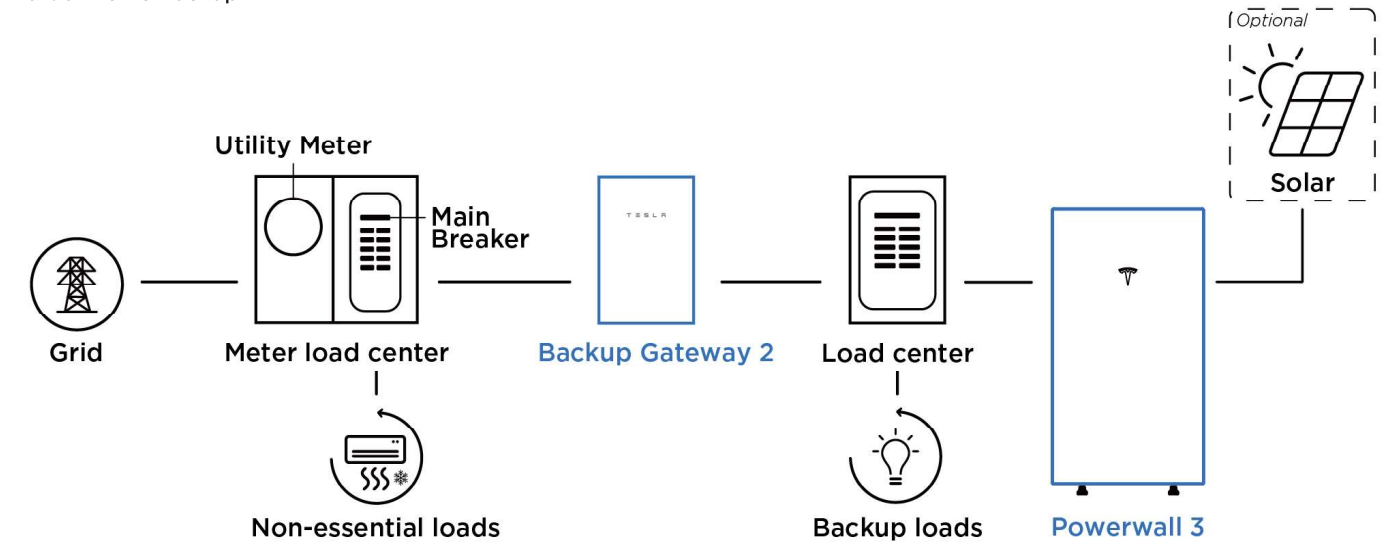 Optional
Solar
Utility Meter
Main
Breaker
TESLA
Grid
Meter load center
Backup Gateway 2
Load center
Non-essential loads
Backup loads
Powerwall 3